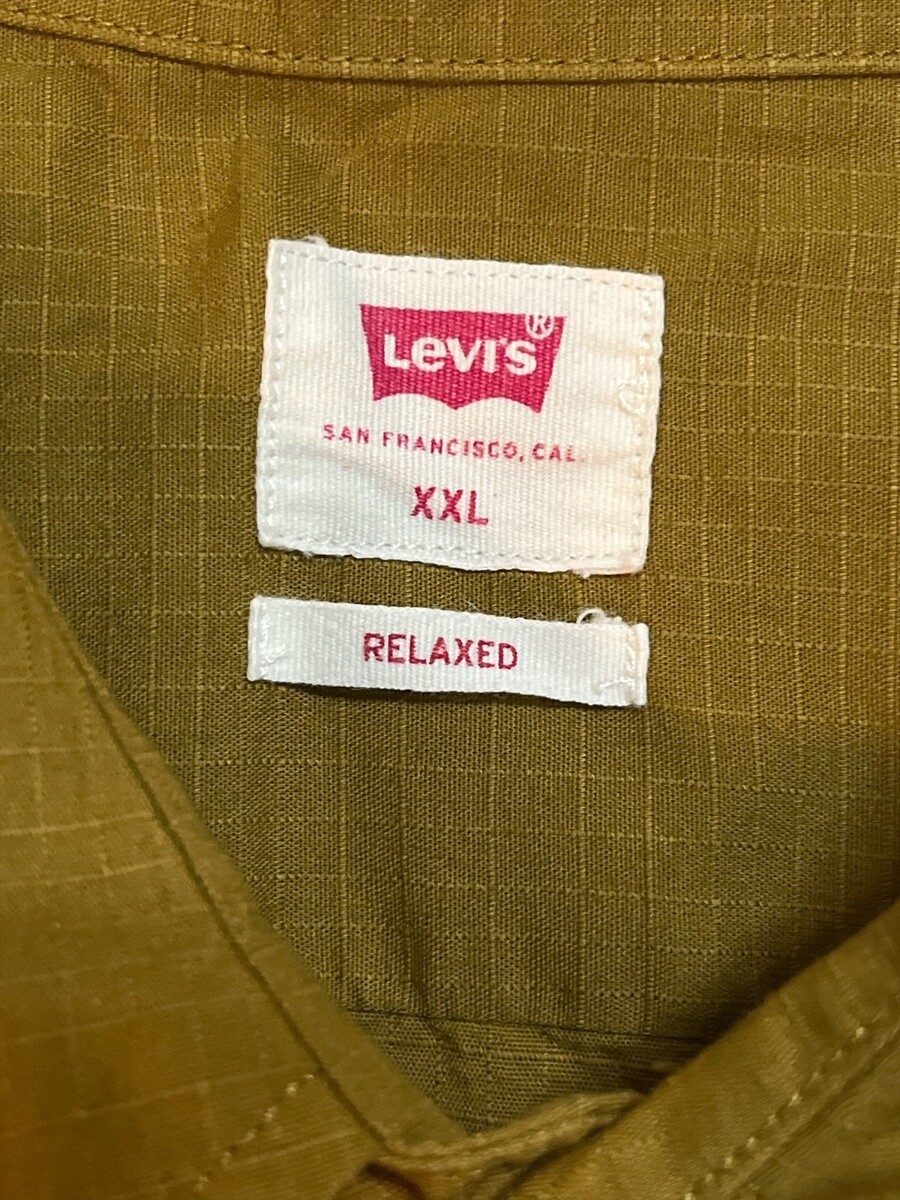 Levi's®
SAN FRANCISCO, CAL.
XXL
RELAXED